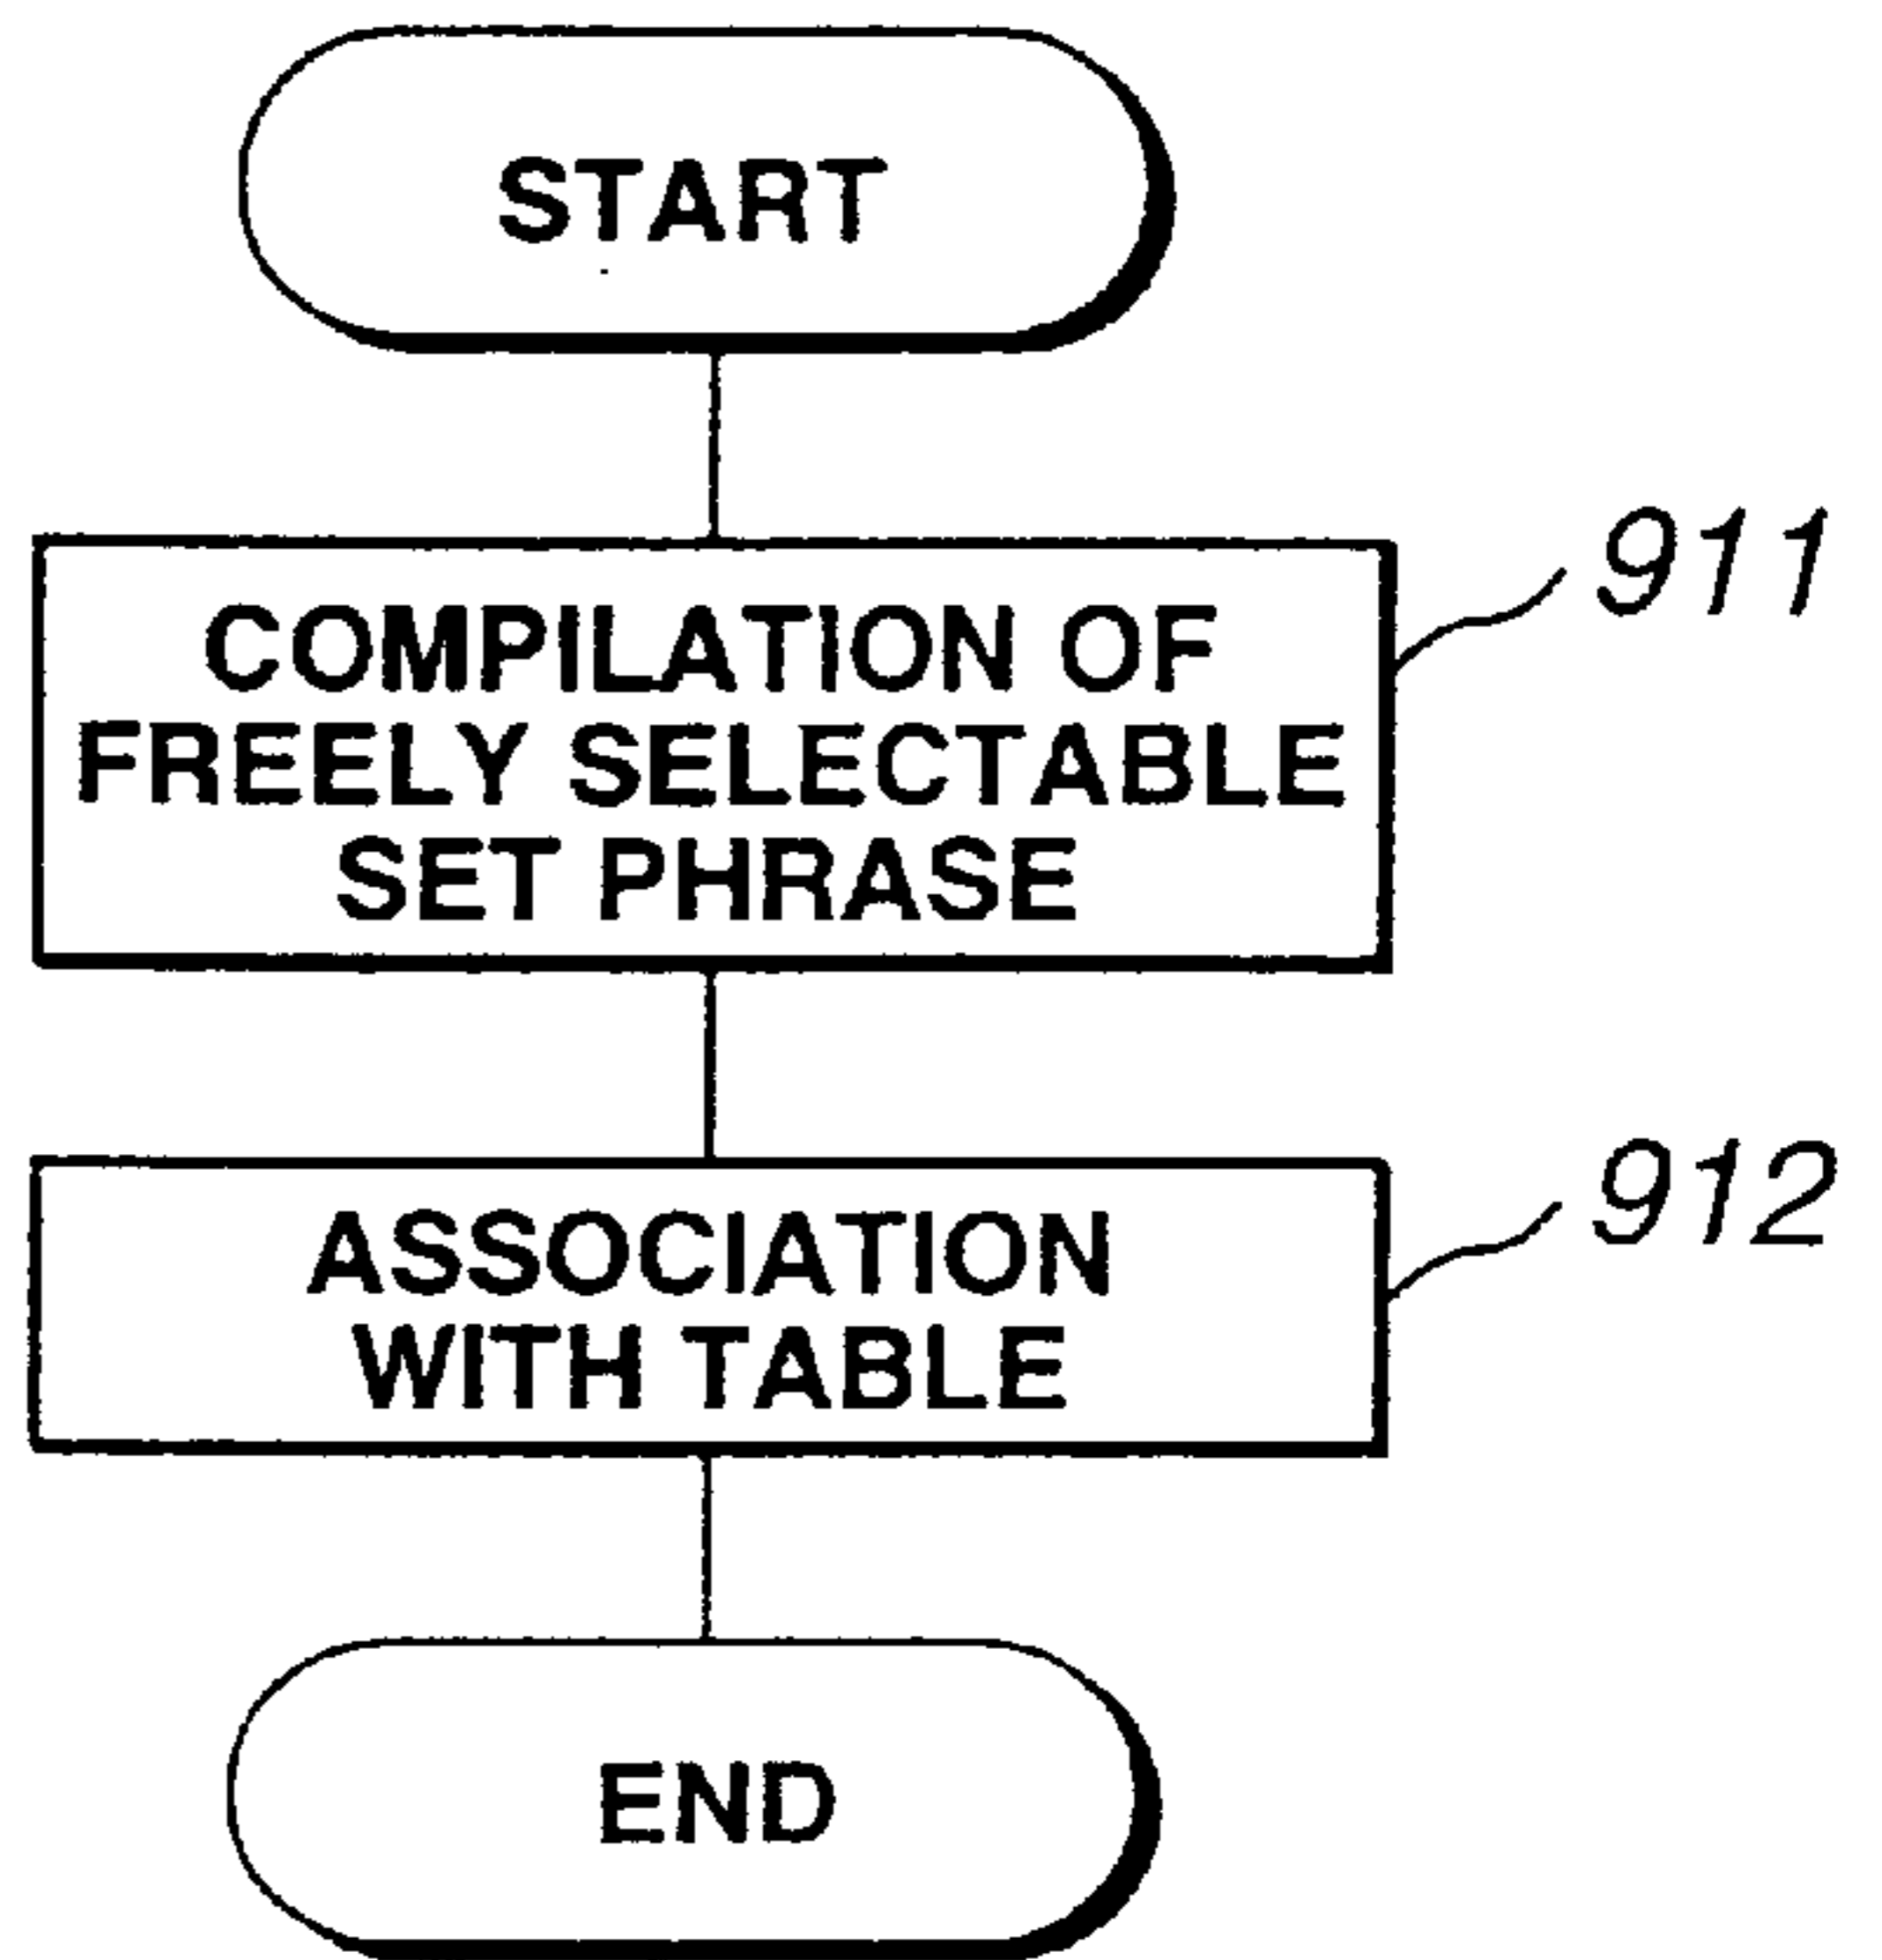 START
911
COMPILATION OF
FREELY SELECTABLE
SET PHRASE
912
ASSOCIATION
WITH TABLE
END